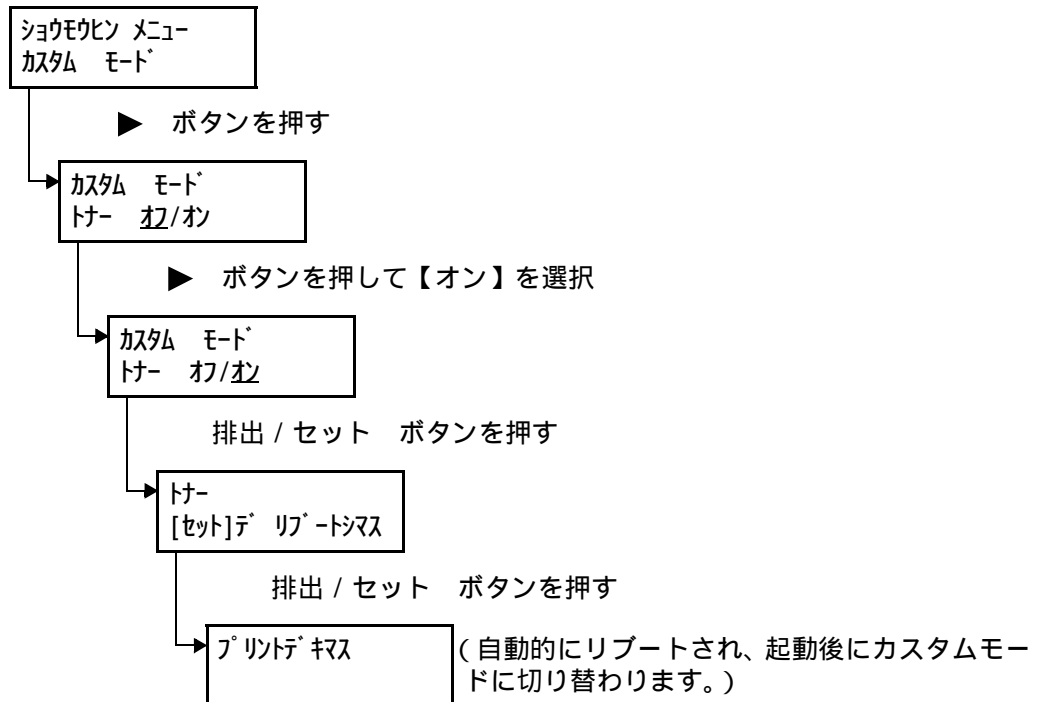 ｼｮｳﾓｳﾋﾝ ﾒﾆｭｰ
ｶｽﾀﾑ ﾓｰﾄﾞ
▶ ボタンを押す
ｶｽﾀﾑ ﾓｰﾄﾞ
ﾄﾅｰ ｵﾌ/ｵﾝ
▶ ボタンを押して【オン】を選択
ｶｽﾀﾑ ﾓｰﾄﾞ
ﾄﾅｰ ｵﾌ/ｵﾝ
排出 / セット ボタンを押す
ﾄﾅｰ
[ｾｯﾄ]ﾃﾞ ﾘﾌﾞｰﾄｼﾏｽ
排出 / セット ボタンを押す
ﾌﾟﾘﾝﾄﾃﾞｷﾏｽ
（自動的にリブートされ、起動後にカスタムモー
ドに切り替わります。）